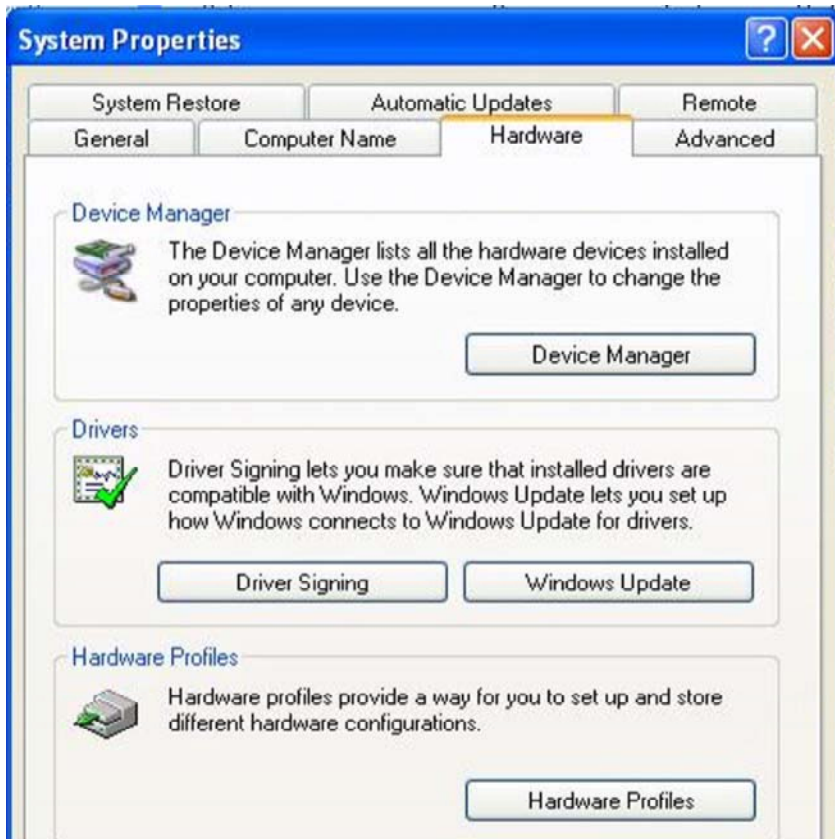 System Properties
System Restore Automatic Updates Remote
General Computer Name Hardware Advanced
Device Manager
The Device Manager lists all the hardware devices installed
on your computer. Use the Device Manager to change the
properties of any device.
Device Manager
Drivers
Driver Signing lets you make sure that installed drivers are
compatible with Windows. Windows Update lets you set up
how Windows connects to Windows Update for drivers.
Driver Signing Windows Update
Hardware Profiles
Hardware profiles provide a way for you to set up and store
different hardware configurations.
Hardware Profiles